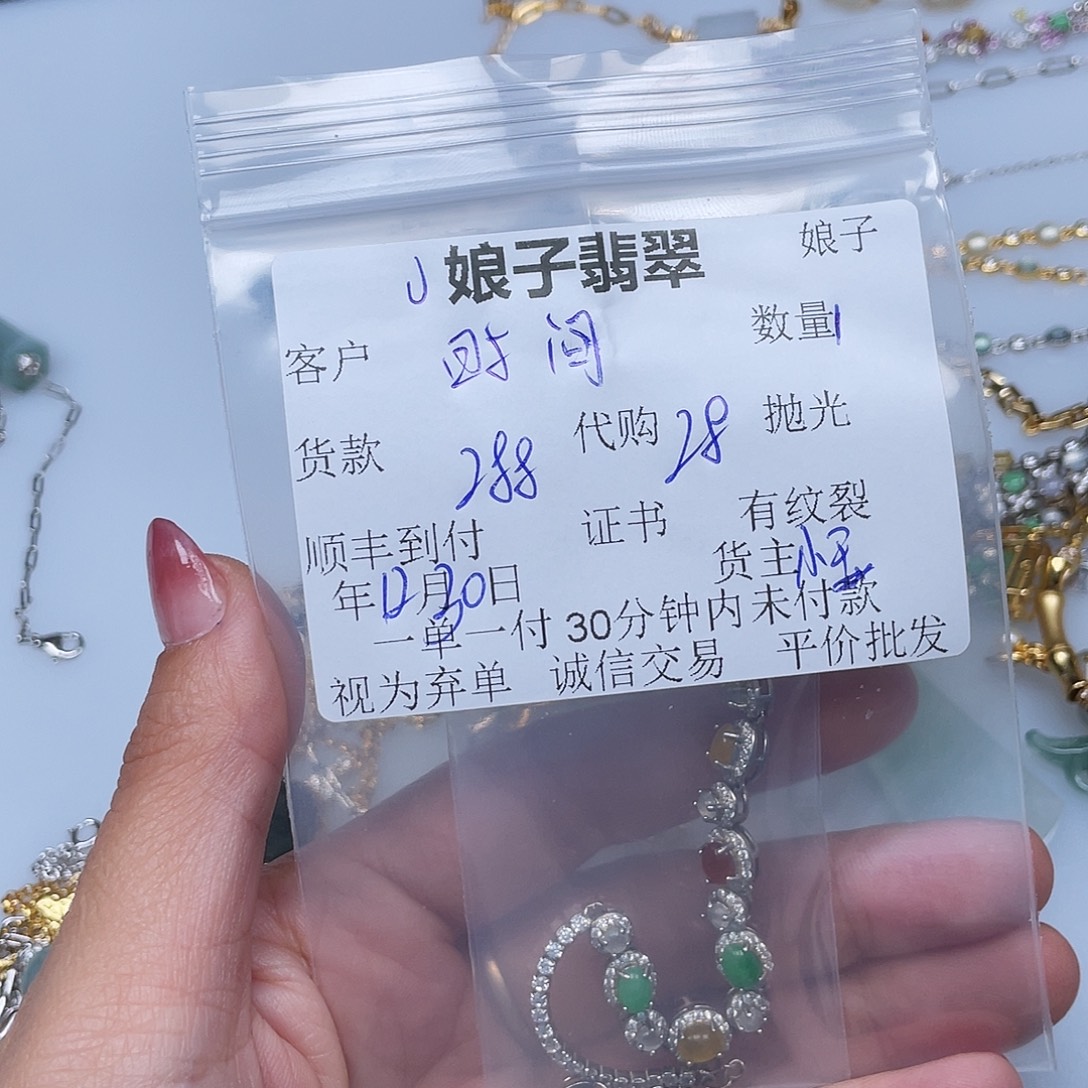 娘子翡翠 娘子
客户 时间 数量1
货款 288 代购 28 抛光
顺丰到付 证书 有纹裂
年12月30日 货主小王
一单一付 30分钟内未付款
视为弃单 诚信交易 平价批发